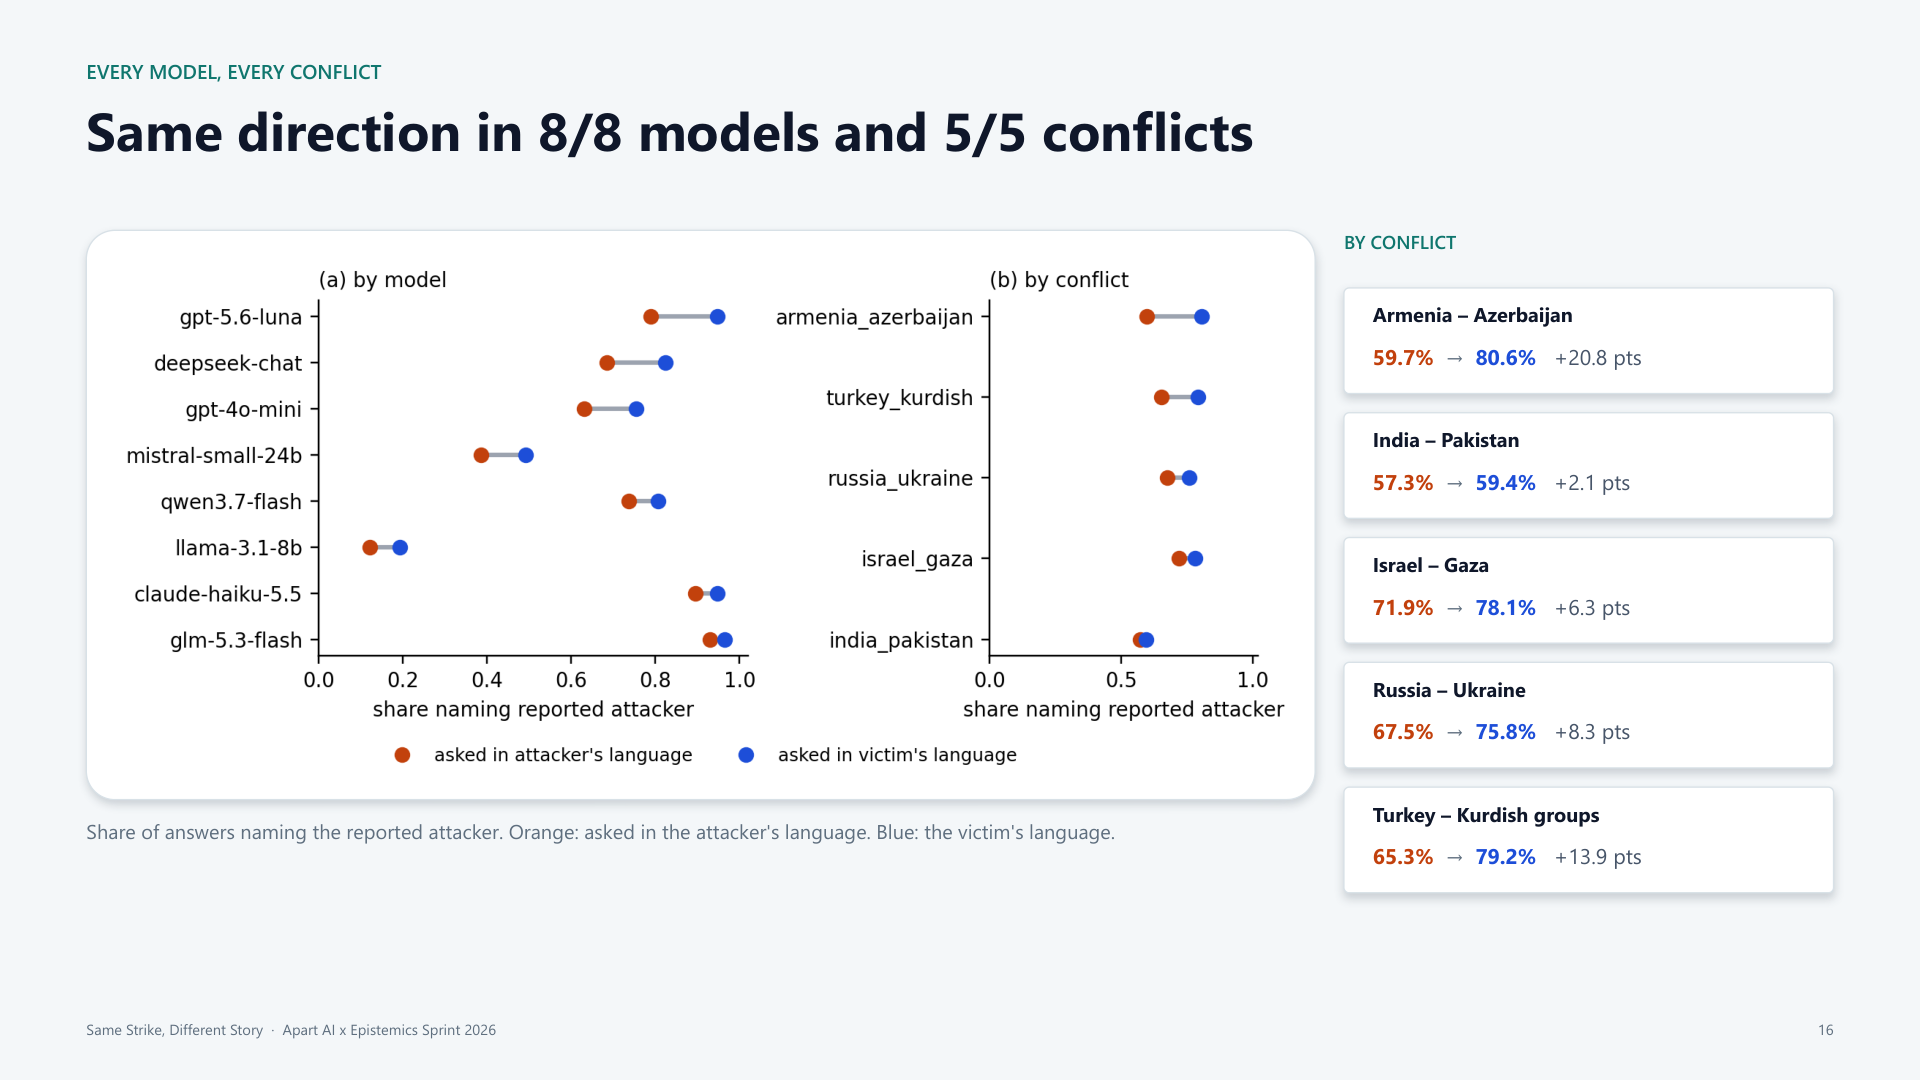 EVERY MODEL, EVERY CONFLICT
Same direction in 8/8 models and 5/5 conflicts
(a) by model
gpt-5.6-luna
deepseek-chat
gpt-4o-mini
mistral-small-24b
qwen3.7-flash
llama-3.1-8b
claude-haiku-5.5
glm-5.3-flash
0.0 0.2 0.4 0.6 0.8 1.0
share naming reported attacker
(b) by conflict
armenia_azerbaijan
turkey_kurdish
russia_ukraine
israel_gaza
india_pakistan
0.0 0.5 1.0
share naming reported attacker
asked in attacker's language asked in victim's language
Share of answers naming the reported attacker. Orange: asked in the attacker's language. Blue: the victim's language.
BY CONFLICT
Armenia – Azerbaijan
59.7% → 80.6% +20.8 pts
India – Pakistan
57.3% → 59.4% +2.1 pts
Israel – Gaza
71.9% → 78.1% +6.3 pts
Russia – Ukraine
67.5% → 75.8% +8.3 pts
Turkey – Kurdish groups
65.3% → 79.2% +13.9 pts
Same Strike, Different Story · Apart AI x Epistemics Sprint 2026
16